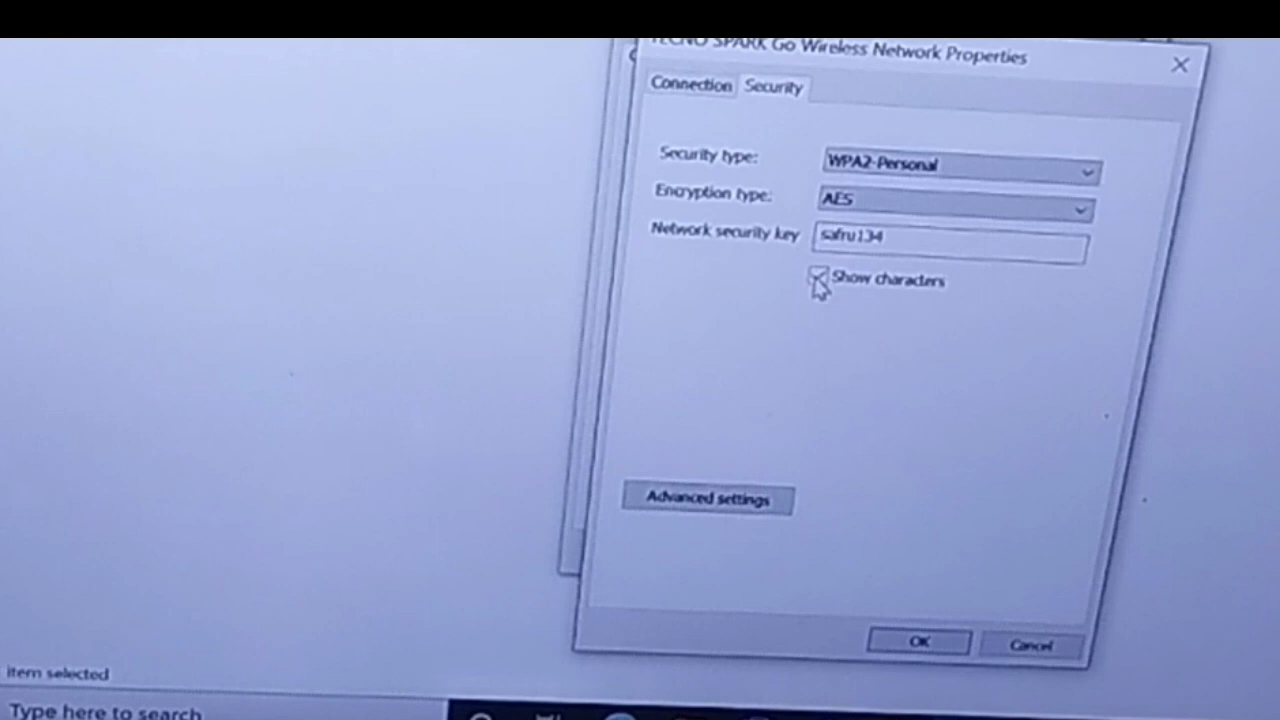 TECNO SPARK Go Wireless Network Properties
Connection Security
Security type: WPA2-Personal
Encryption type: AES
Network security key safru134
Show characters
Advanced settings
OK Cancel
item selected
Type here to search